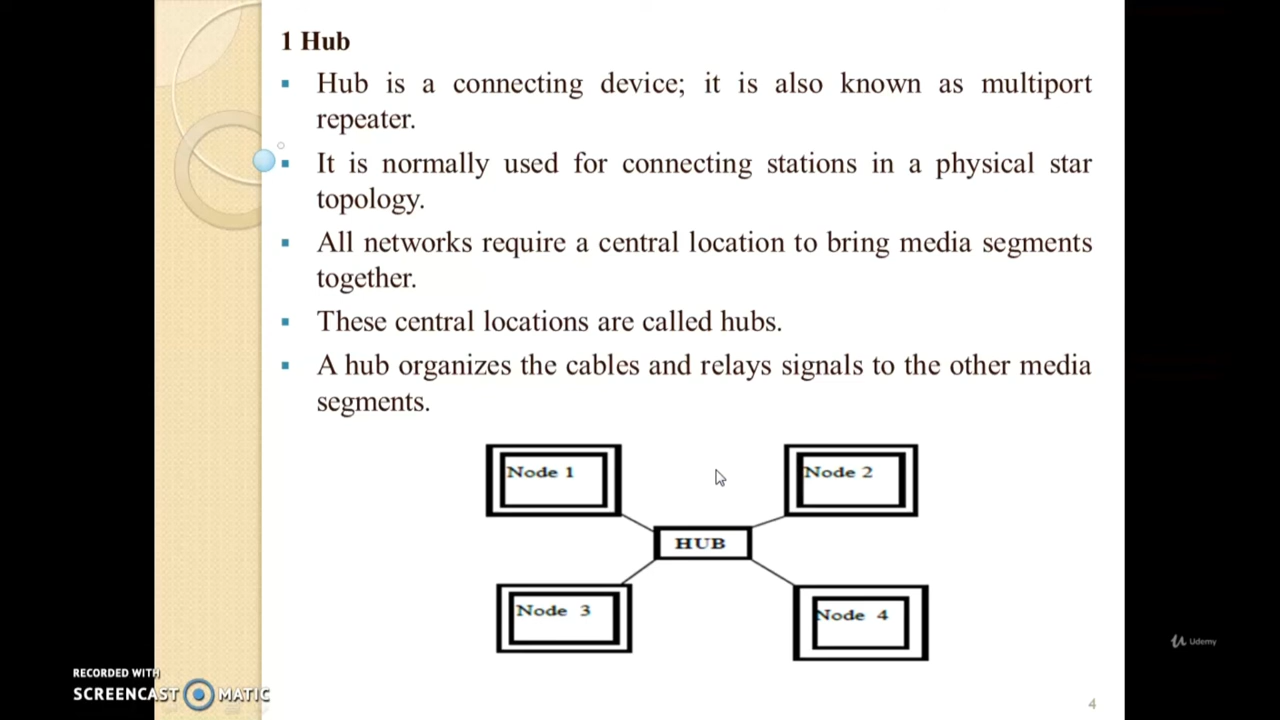 1 Hub
▪ Hub is a connecting device; it is also known as multiport
repeater.
▪ It is normally used for connecting stations in a physical star
topology.
▪ All networks require a central location to bring media segments
together.
▪ These central locations are called hubs.
▪ A hub organizes the cables and relays signals to the other media
segments.
Node 1
Node 2
HUB
Node 3
Node 4
Udemy
RECORDED WITH
SCREENCAST MATIC
4